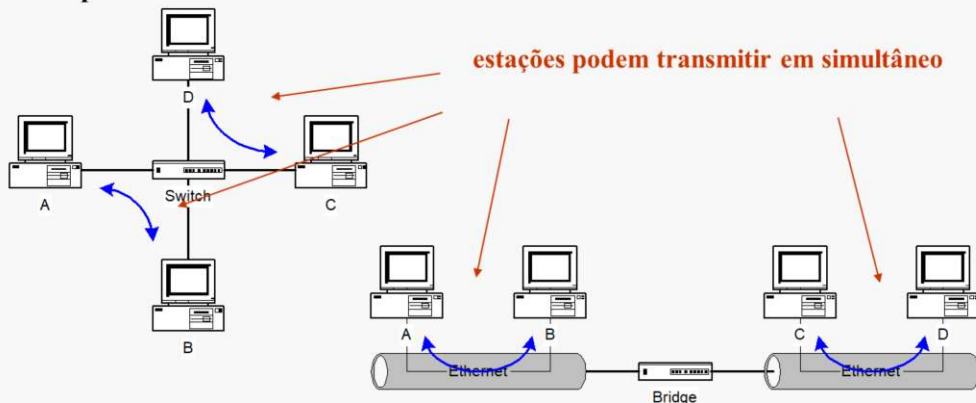 estações podem transmitir em simultâneo
D
A
Switch
C
B
A
B
C
D
Ethernet
Ethernet
Bridge